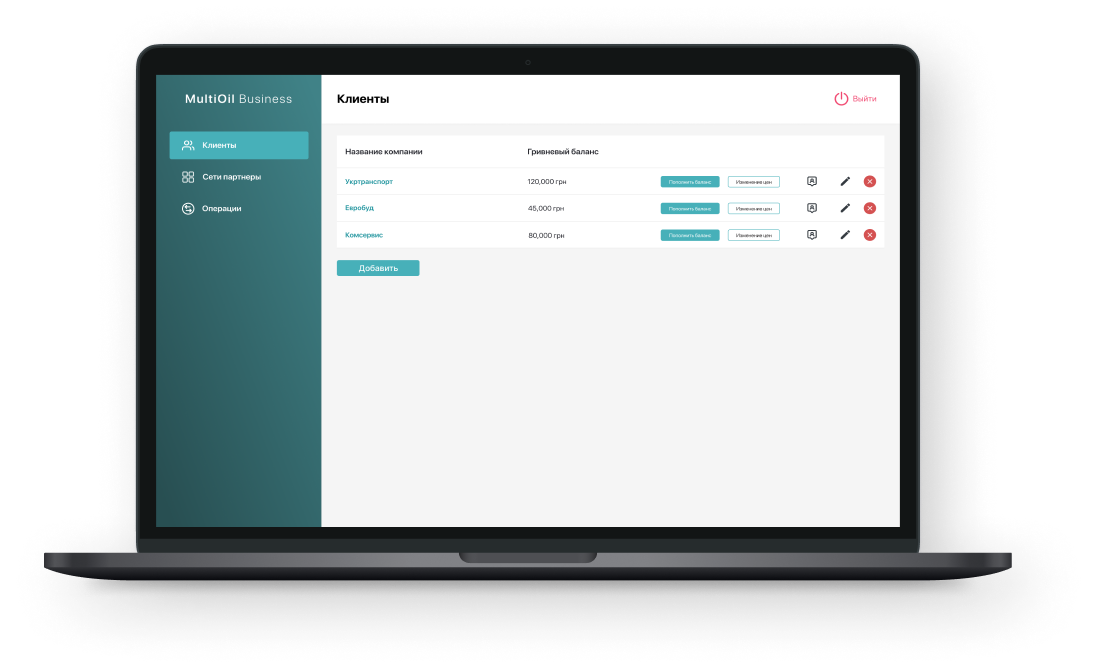 MultiOil Business
Клиенты
Выйти
Клиенты
Сети партнеры
Операции
Название компании
Гривневый баланс
Укртранспорт
120,000 грн
Пополнить баланс
Изменение цен
Евробуд
45,000 грн
Пополнить баланс
Изменение цен
Комсервис
80,000 грн
Пополнить баланс
Изменение цен
Добавить